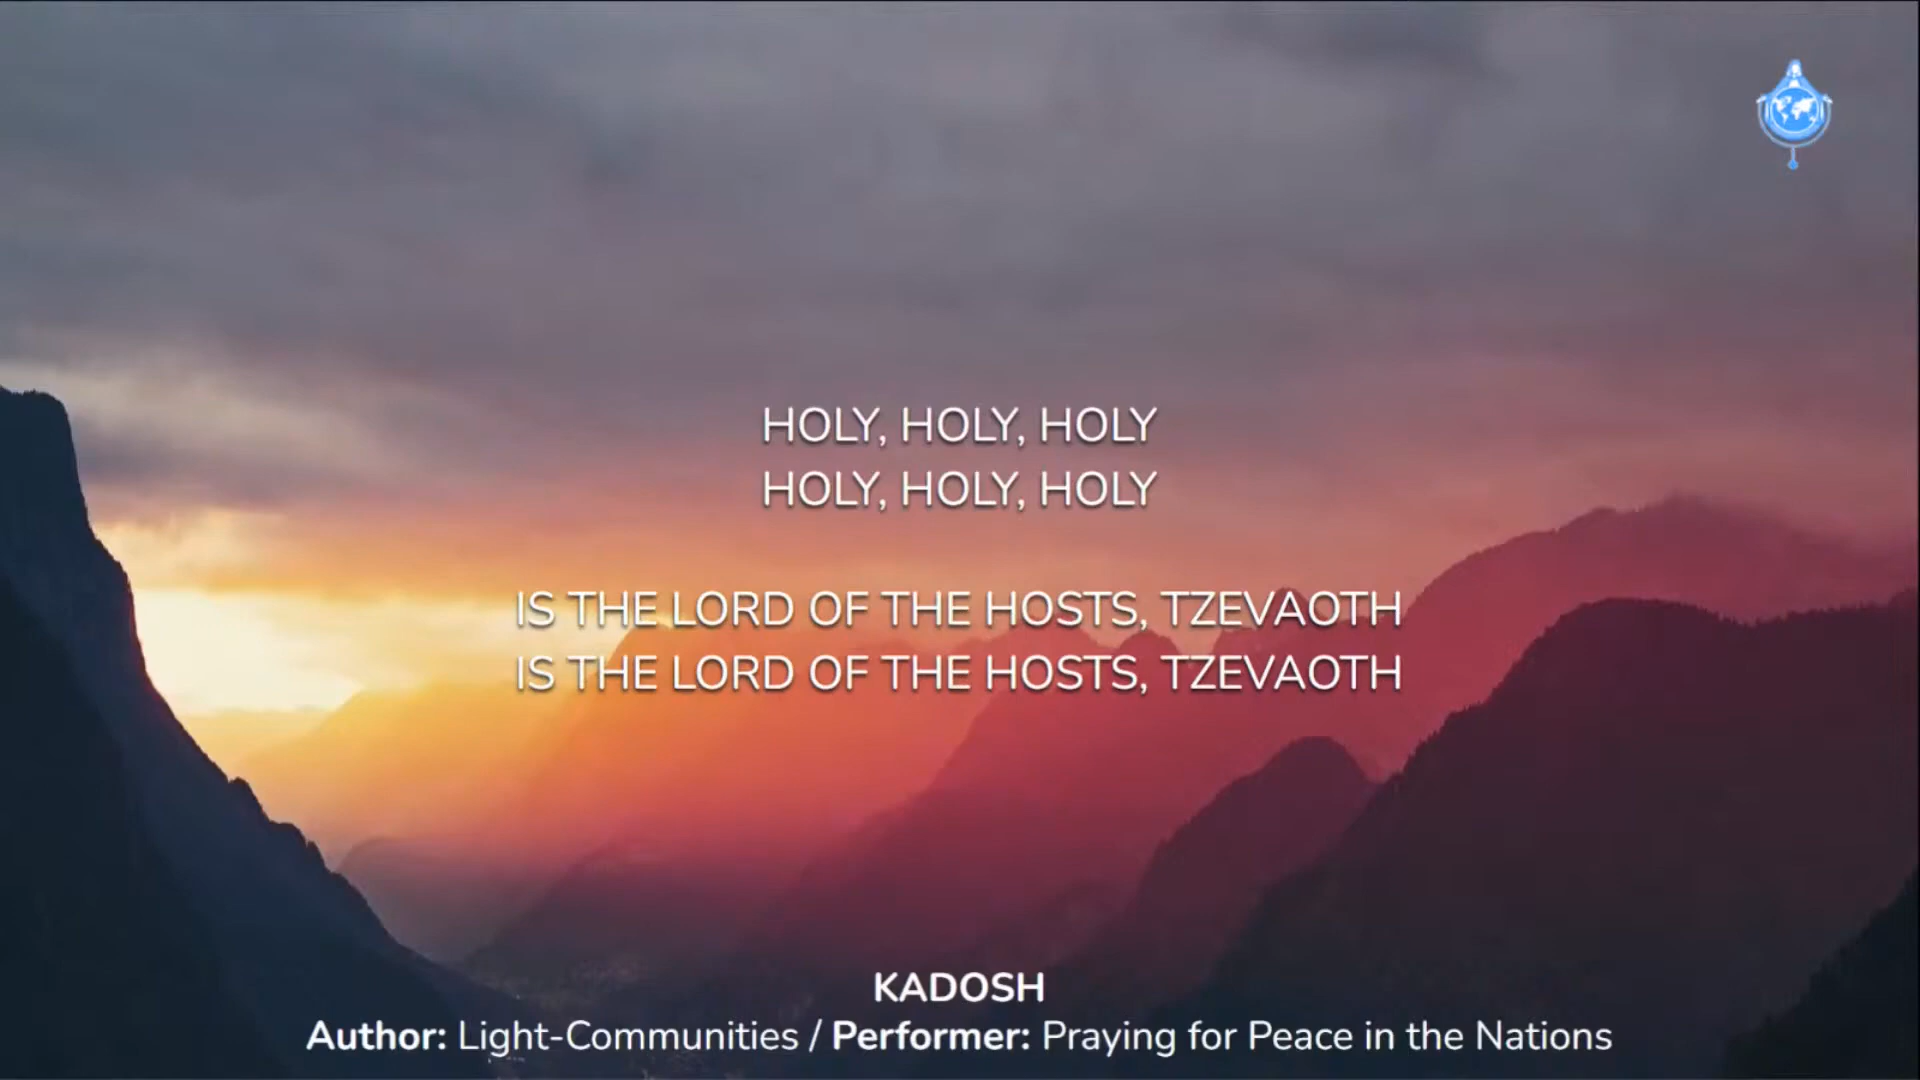 HOLY, HOLY, HOLY
HOLY, HOLY, HOLY
IS THE LORD OF THE HOSTS, TZEVAOTH
IS THE LORD OF THE HOSTS, TZEVAOTH
KADOSH
Author: Light-Communities / Performer: Praying for Peace in the Nations